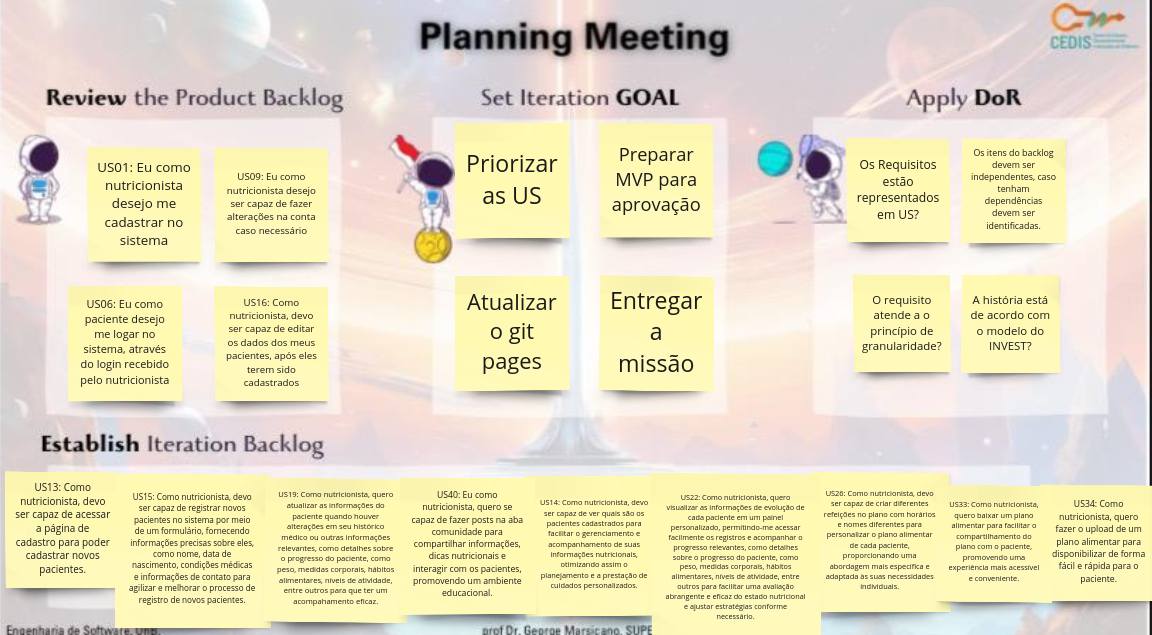 Planning Meeting
CEDIS
Review the Product Backlog
US01: Eu como
nutricionista
desejo me
cadastrar no
sistema
US09: Eu como
nutricionista desejo
ser capaz de fazer
alterações na conta
caso necessário
US06: Eu como
paciente desejo
me logar no
sistema, através
do login recebido
pelo nutricionista
US16: Como
nutricionista, devo
ser capaz de editar
os dados dos meus
pacientes, após eles
terem sido
cadastrados
Set Iteration GOAL
Priorizar
as US
Preparar
MVP para
aprovação
Atualizar
o git
pages
Entregar
a
missão
Apply DoR
Os Requisitos
estão
representados
em US?
Os itens do backlog
devem ser
independentes, caso
tenham
dependências
devem ser
identificadas.
O requisito
atende a o
princípio de
granularidade?
A história está
de acordo com
o modelo do
INVEST?
Establish Iteration Backlog
US13: Como
nutricionista, devo
ser capaz de acessar
a página de
cadastro para poder
cadastrar novos
pacientes.
US15: Como nutricionista, devo
ser capaz de registrar novos
pacientes no sistema por meio
de um formulário, fornecendo
informações precisas sobre eles,
como nome, data de
nascimento, condições médicas
e informações de contato para
agilizar e melhorar o processo de
registro de novos pacientes.
US19: Como nutricionista, quero
atualizar as informações do
paciente quando houver
alterações em seu histórico
médico ou outras informações
relevantes, como detalhes sobre
o progresso do paciente, como
peso, medidas corporais, hábitos
alimentares, níveis de atividade,
entre outros para que ter um
acompahamento eficaz.
US40: Eu como
nutricionista, quero se
capaz de fazer posts na aba
comunidade para
compartilhar informações,
dicas nutricionais e
interagir com os pacientes,
promovendo um ambiente
educacional.
US14: Como nutricionista, devo
ser capaz de ver quais são os
pacientes cadastrados para
facilitar o gerenciamento e
acompanhamento de suas
informações nutricionais,
otimizando assim o
planejamento e a prestação de
cuidados personalizados.
US22: Como nutricionista, quero
visualizar as informações de evolução de
cada paciente em um painel
personalizado, permitindo-me acessar
facilmente os registros e acompanhar o
progresso relevantes, como detalhes
sobre o progresso do paciente, como
peso, medidas corporais, hábitos
alimentares, níveis de atividade, entre
outros para facilitar uma avaliação
abrangente e eficaz do estado nutricional
e ajustar estratégias conforme
necessário.
US26: Como nutricionista, devo
ser capaz de criar diferentes
refeições no plano com horários
e nomes diferentes para
personalizar o plano alimentar
de cada paciente,
proporcionando uma
abordagem mais específica e
adaptada às suas necessidades
individuais.
US33: Como nutricionista,
quero baixar um plano
alimentar para facilitar o
compartilhamento do
plano com o paciente,
promovendo uma
experiência mais acessível
e conveniente.
US34: Como
nutricionista, quero
fazer o upload de um
plano alimentar para
disponibilizar de forma
fácil e rápida para o
paciente.
Engenharia de Software, UnB.
prof Dr. George Marsicano, SUPE